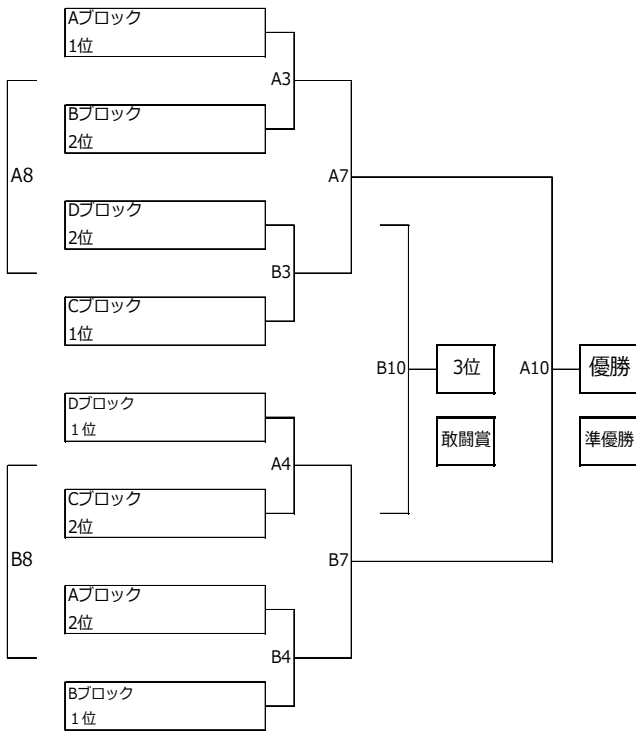 Aブロック
1位
A3
Bブロック
2位
A8
A7
Dブロック
2位
B3
Cブロック
1位
B10
3位
A10
優勝
Dブロック
1位
敢闘賞
準優勝
A4
Cブロック
2位
B8
B7
Aブロック
2位
B4
Bブロック
1位